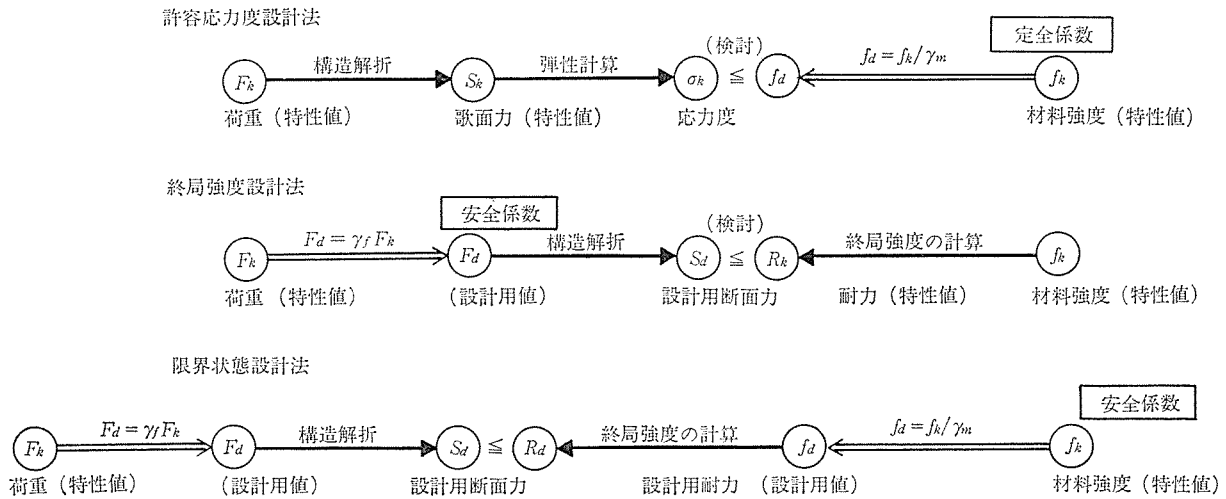 許容応力度設計法
定全係数
(検討)
構造解折
弾性計算
f_d = f_k/γ_m
F_k
S_k
σ_k ≦ f_d
f_k
荷重(特性値)
歌面力(特性値)
応力度
材料強度(特性値)
終局強度設計法
安全係数
(検討)
F_d = γ_f F_k
構造解折
終局強度の計算
F_k
F_d
S_d ≦ R_k
f_k
荷重(特性値)
(設計用値)
設計用断面力
耐力(特性値)
材料強度(特性値)
限界状態設計法
安全係数
F_d = γ_f F_k
構造解折
終局強度の計算
f_d = f_k/γ_m
F_k
F_d
S_d ≦ R_d
f_d
f_k
荷重(特性値)
(設計用値)
設計用断面力
設計用耐力
(設計用値)
材料強度(特性値)